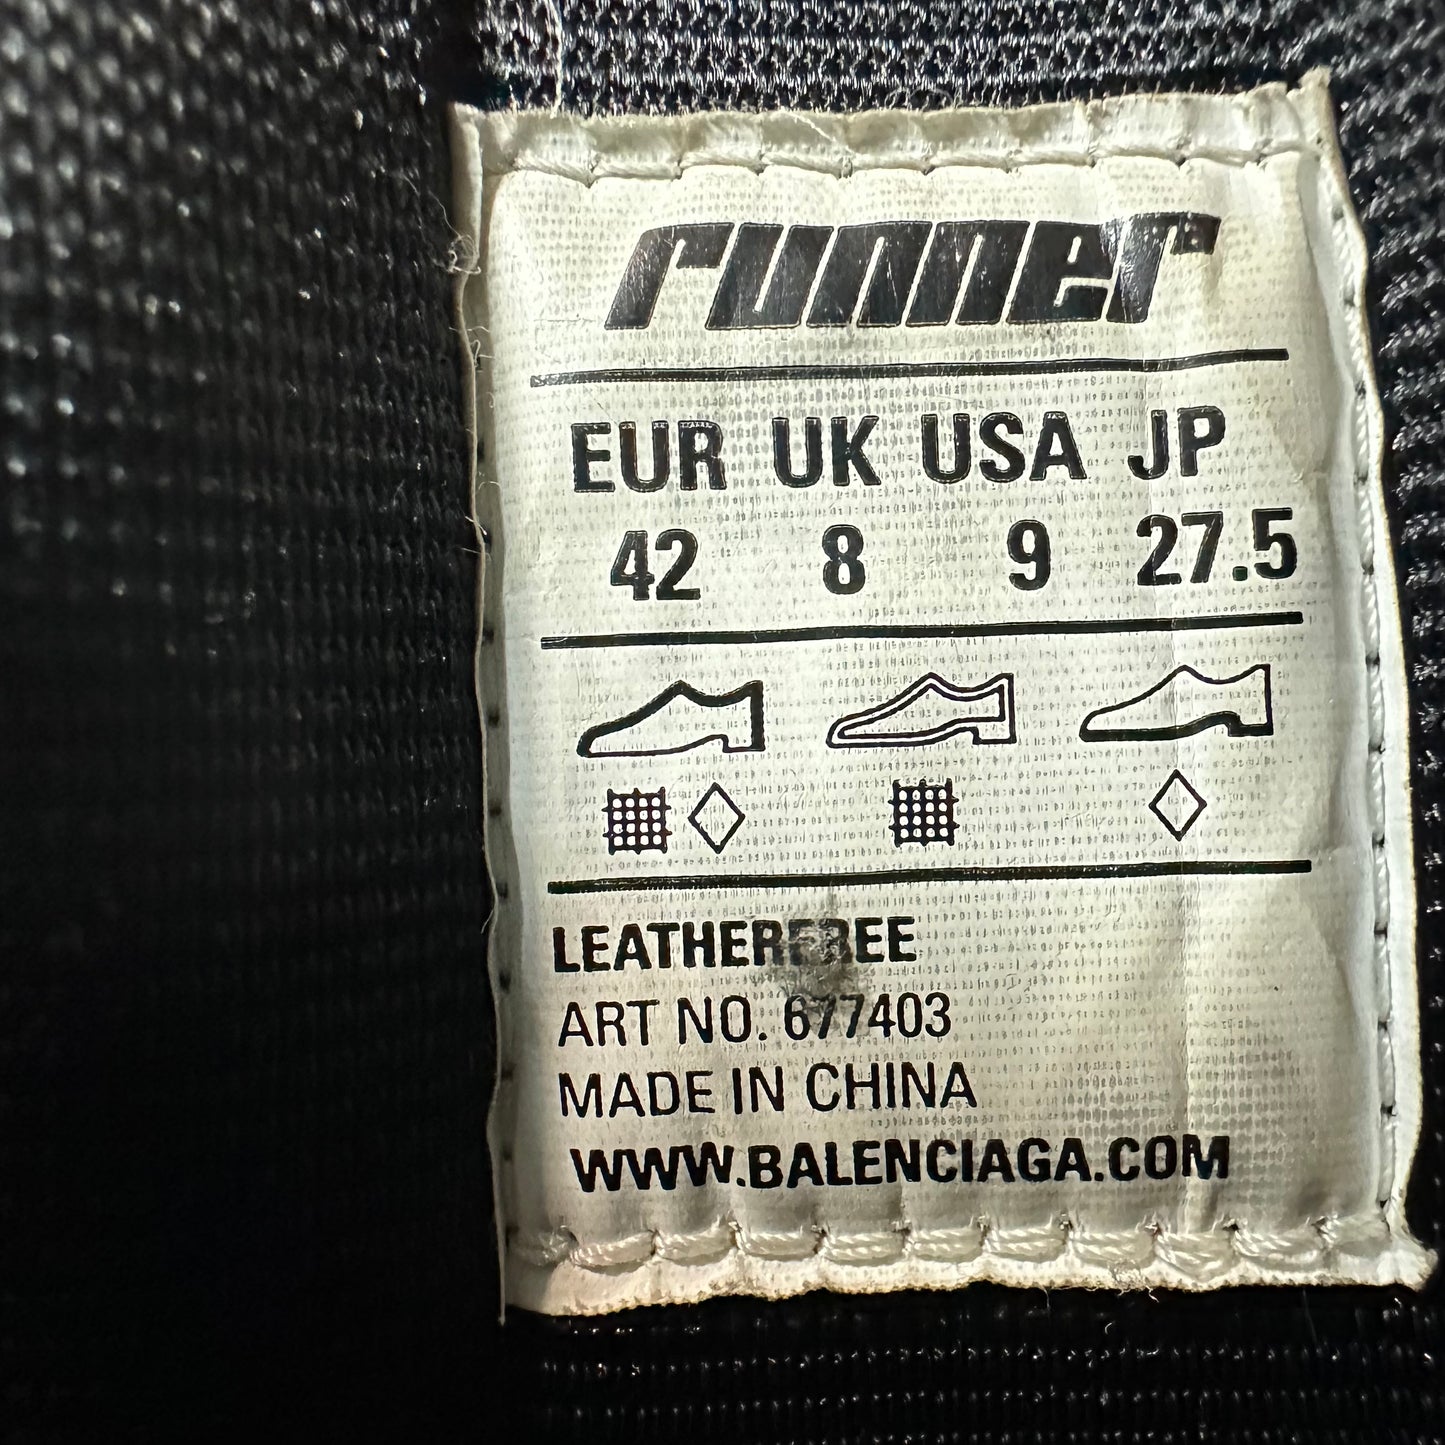 runner
EUR UK USA JP
42 8 9 27.5
LEATHERFREE
ART NO. 677403
MADE IN CHINA
WWW.BALENCIAGA.COM